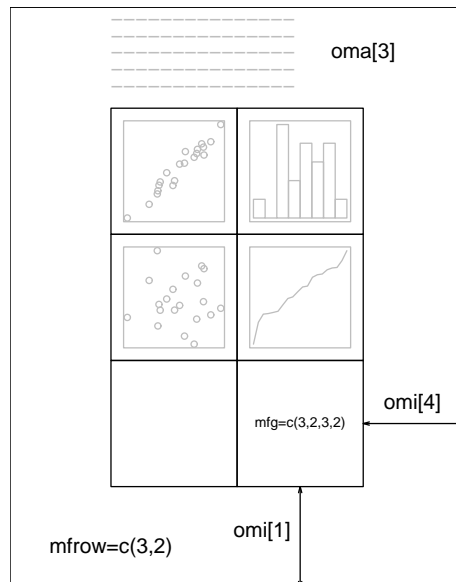 oma[3]
omi[4]
mfg=c(3,2,3,2)
omi[1]
mfrow=c(3,2)